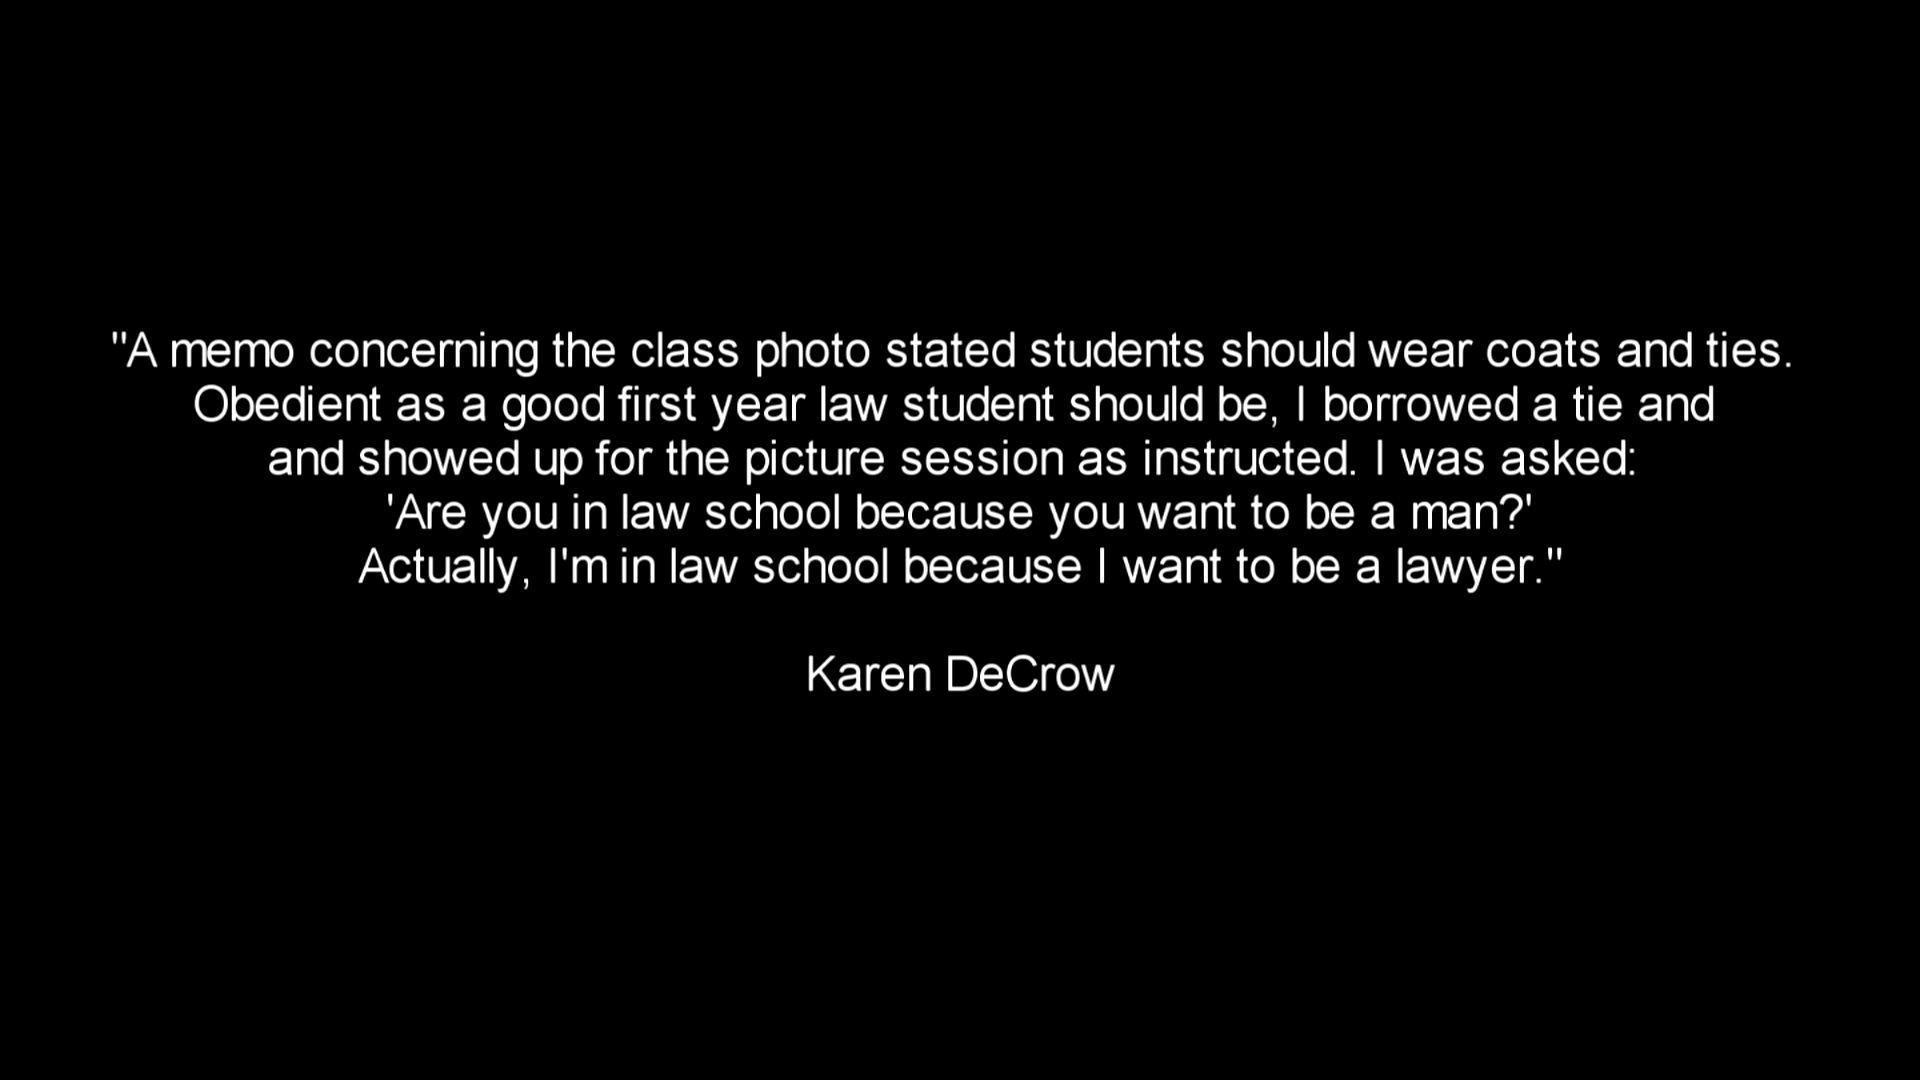 "A memo concerning the class photo stated students should wear coats and ties.
Obedient as a good first year law student should be, I borrowed a tie and
and showed up for the picture session as instructed. I was asked:
'Are you in law school because you want to be a man?'
Actually, I'm in law school because I want to be a lawyer."
Karen DeCrow